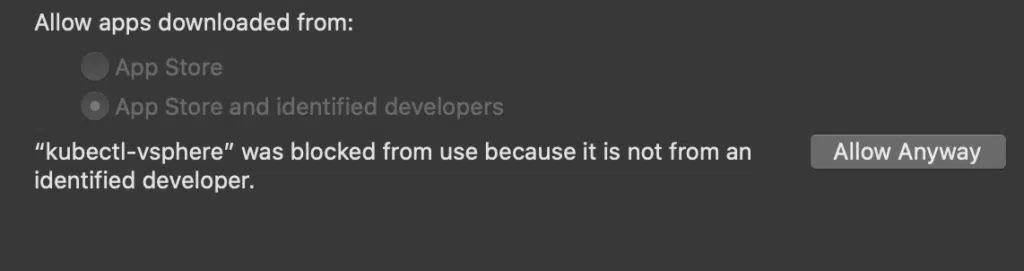 Allow apps downloaded from:
App Store
App Store and identified developers
“kubectl-vsphere” was blocked from use because it is not from an
identified developer.
Allow Anyway